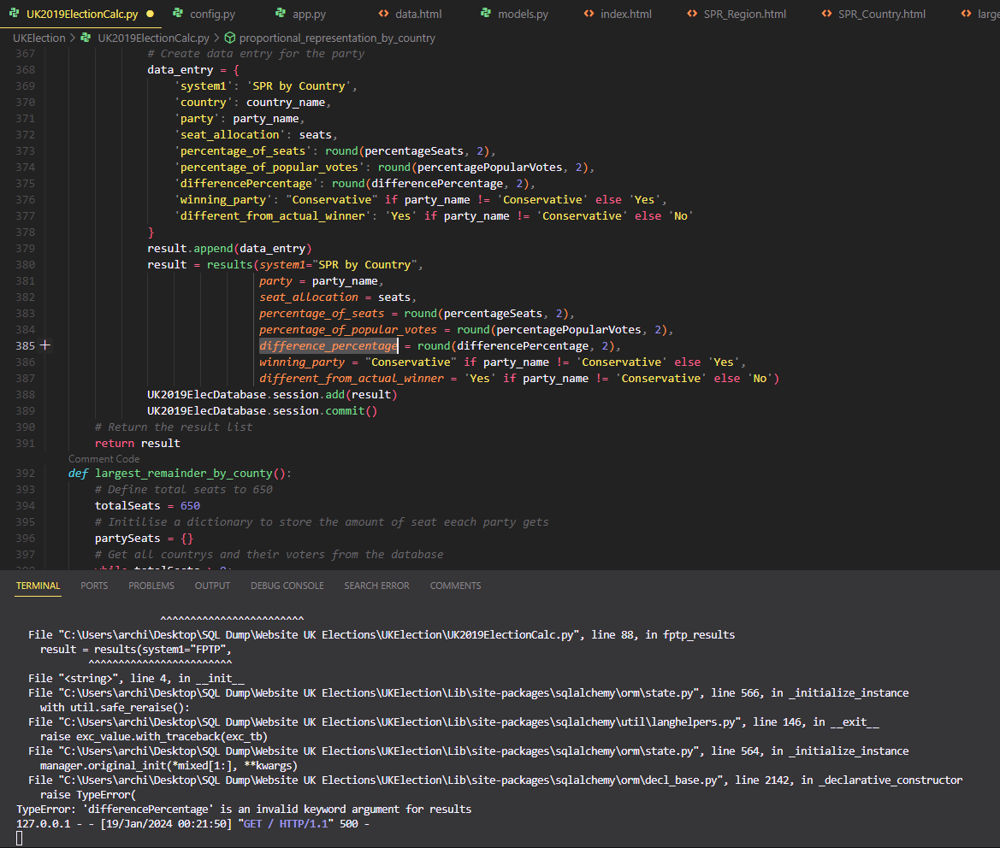 UK2019ElectionCalc.py config.py app.py data.html models.py index.html SPR_Region.html SPR_Country.html large
UKElection > UK2019ElectionCalc.py > proportional_representation_by_country
367 # Create data entry for the party
368 data_entry = {
369 'system1': 'SPR by Country',
370 'country': country_name,
371 'party': party_name,
372 'seat_allocation': seats,
373 'percentage_of_seats': round(percentageSeats, 2),
374 'percentage_of_popular_votes': round(percentagePopularVotes, 2),
375 'differencePercentage': round(differencePercentage, 2),
376 'winning_party': "Conservative" if party_name != 'Conservative' else 'Yes',
377 'different_from_actual_winner': 'Yes' if party_name != 'Conservative' else 'No'
378 }
379 result.append(data_entry)
380 result = results(system1="SPR by Country",
381 party = party_name,
382 seat_allocation = seats,
383 percentage_of_seats = round(percentageSeats, 2),
384 percentage_of_popular_votes = round(percentagePopularVotes, 2),
385 difference_percentage = round(differencePercentage, 2),
386 winning_party = "Conservative" if party_name != 'Conservative' else 'Yes',
387 different_from_actual_winner = 'Yes' if party_name != 'Conservative' else 'No')
388 UK2019ElecDatabase.session.add(result)
389 UK2019ElecDatabase.session.commit()
390 # Return the result list
391 return result
Comment Code
392 def largest_remainder_by_county():
393 # Define total seats to 650
394 totalSeats = 650
395 # Initilise a dictionary to store the amount of seat eeach party gets
396 partySeats = {}
397 # Get all countrys and their voters from the database
398 while totalSeats > 0:
TERMINAL PORTS PROBLEMS OUTPUT DEBUG CONSOLE SEARCH ERROR COMMENTS
^^^^^^^^^^^^^^^^^^^^^^^^
File "C:\Users\archi\Desktop\SQL Dump\Website UK Elections\UKElection\UK2019ElectionCalc.py", line 88, in fptp_results
result = results(system1="FPTP",
^^^^^^^^^^^^^^^^^^^^^^^^
File "<string>", line 4, in __init__
File "C:\Users\archi\Desktop\SQL Dump\Website UK Elections\UKElection\Lib\site-packages\sqlalchemy\orm\state.py", line 566, in _initialize_instance
with util.safe_reraise():
File "C:\Users\archi\Desktop\SQL Dump\Website UK Elections\UKElection\Lib\site-packages\sqlalchemy\util\langhelpers.py", line 146, in __exit__
raise exc_value.with_traceback(exc_tb)
File "C:\Users\archi\Desktop\SQL Dump\Website UK Elections\UKElection\Lib\site-packages\sqlalchemy\orm\state.py", line 564, in _initialize_instance
manager.original_init(*mixed[1:], **kwargs)
File "C:\Users\archi\Desktop\SQL Dump\Website UK Elections\UKElection\Lib\site-packages\sqlalchemy\orm\decl_base.py", line 2142, in _declarative_constructor
raise TypeError(
TypeError: 'differencePercentage' is an invalid keyword argument for results
127.0.0.1 - - [19/Jan/2024 00:21:50] "GET / HTTP/1.1" 500 -